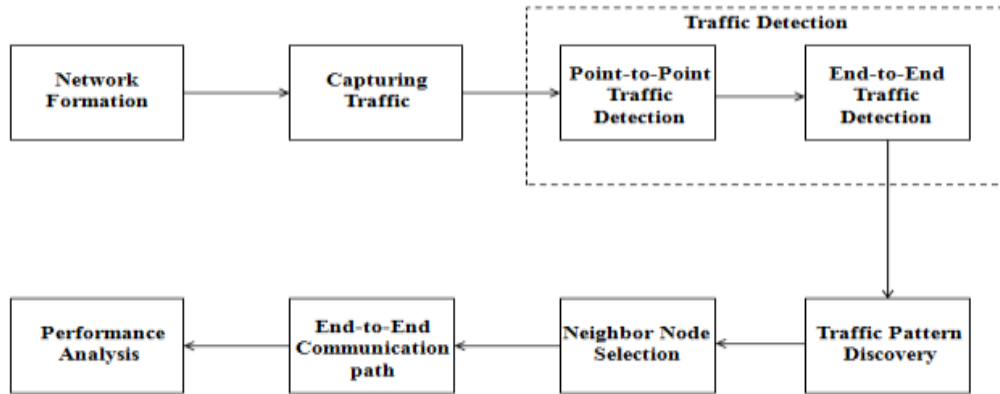 Traffic Detection
Network
Formation
Capturing
Traffic
Point-to-Point
Traffic
Detection
End-to-End
Traffic
Detection
Performance
Analysis
End-to-End
Communication
path
Neighbor Node
Selection
Traffic Pattern
Discovery